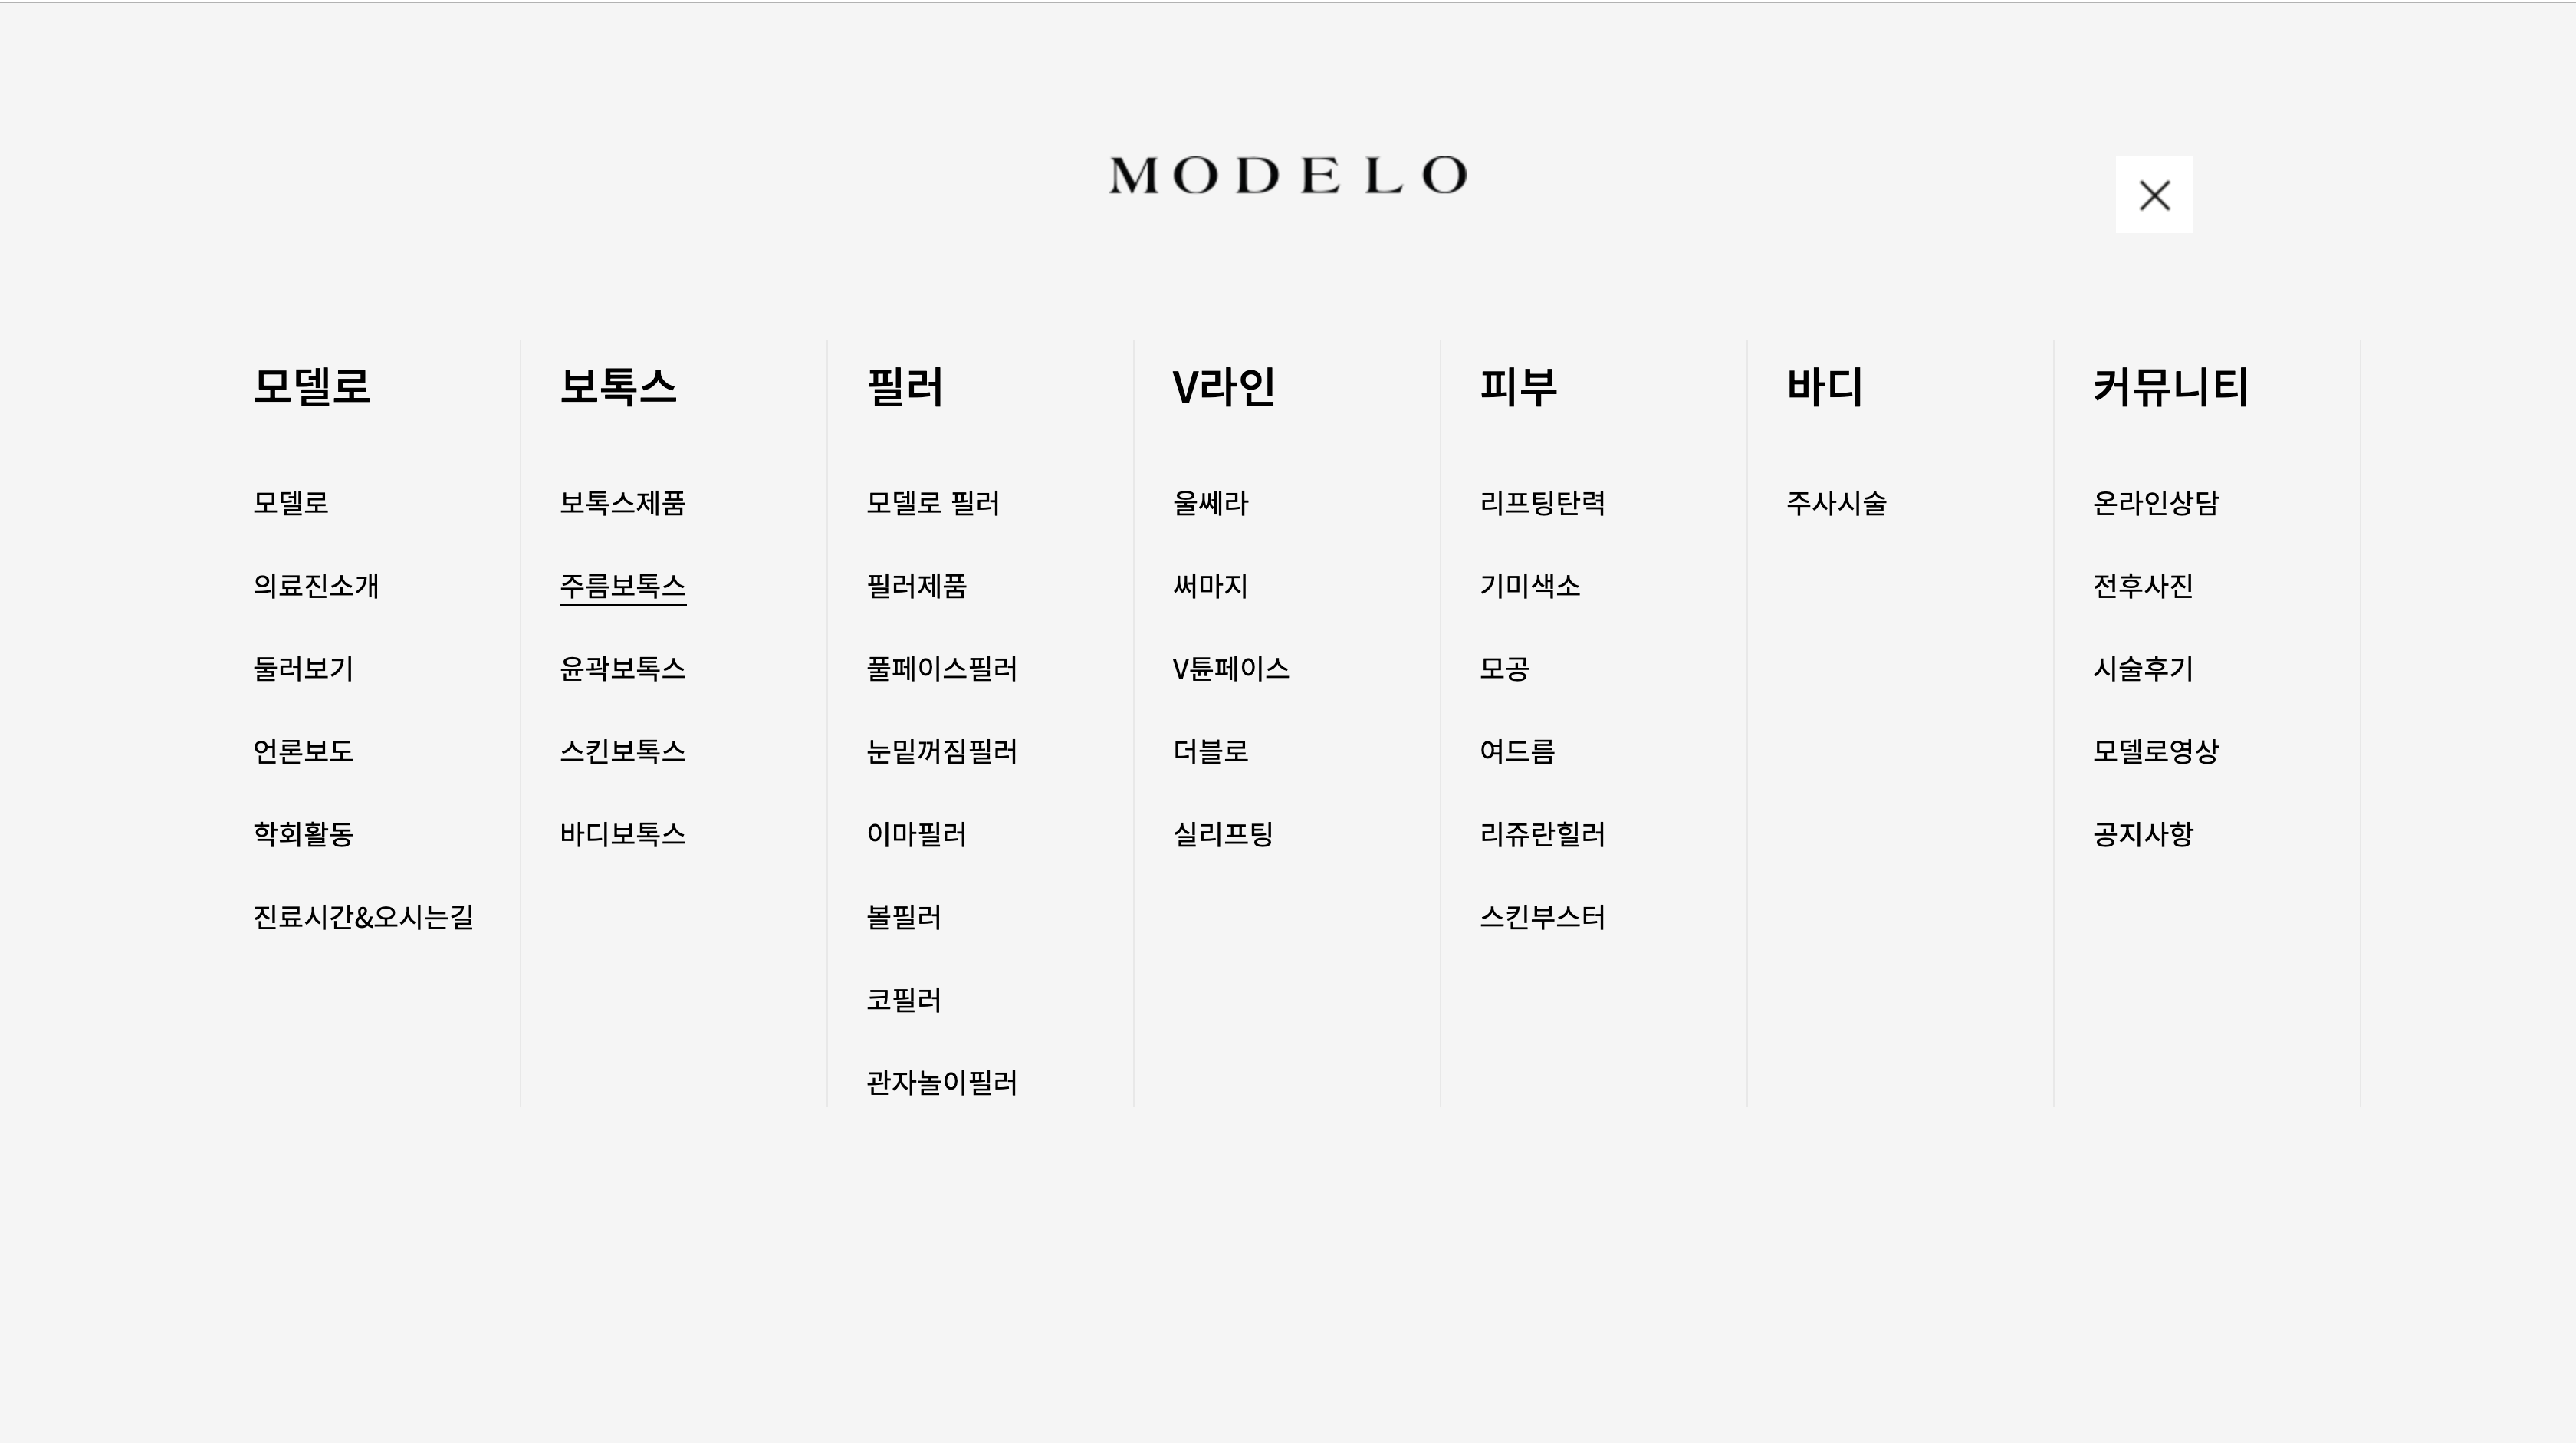 MODELO
모델로
모델로
의료진소개
둘러보기
언론보도
학회활동
진료시간&오시는길
보톡스
보톡스제품
주름보톡스
윤곽보톡스
스킨보톡스
바디보톡스
필러
모델로 필러
필러제품
풀페이스필러
눈밑꺼짐필러
이마필러
볼필러
코필러
관자놀이필러
V라인
울쎄라
써마지
V튠페이스
더블로
실리프팅
피부
리프팅탄력
기미색소
모공
여드름
리쥬란힐러
스킨부스터
바디
주사시술
커뮤니티
온라인상담
전후사진
시술후기
모델로영상
공지사항